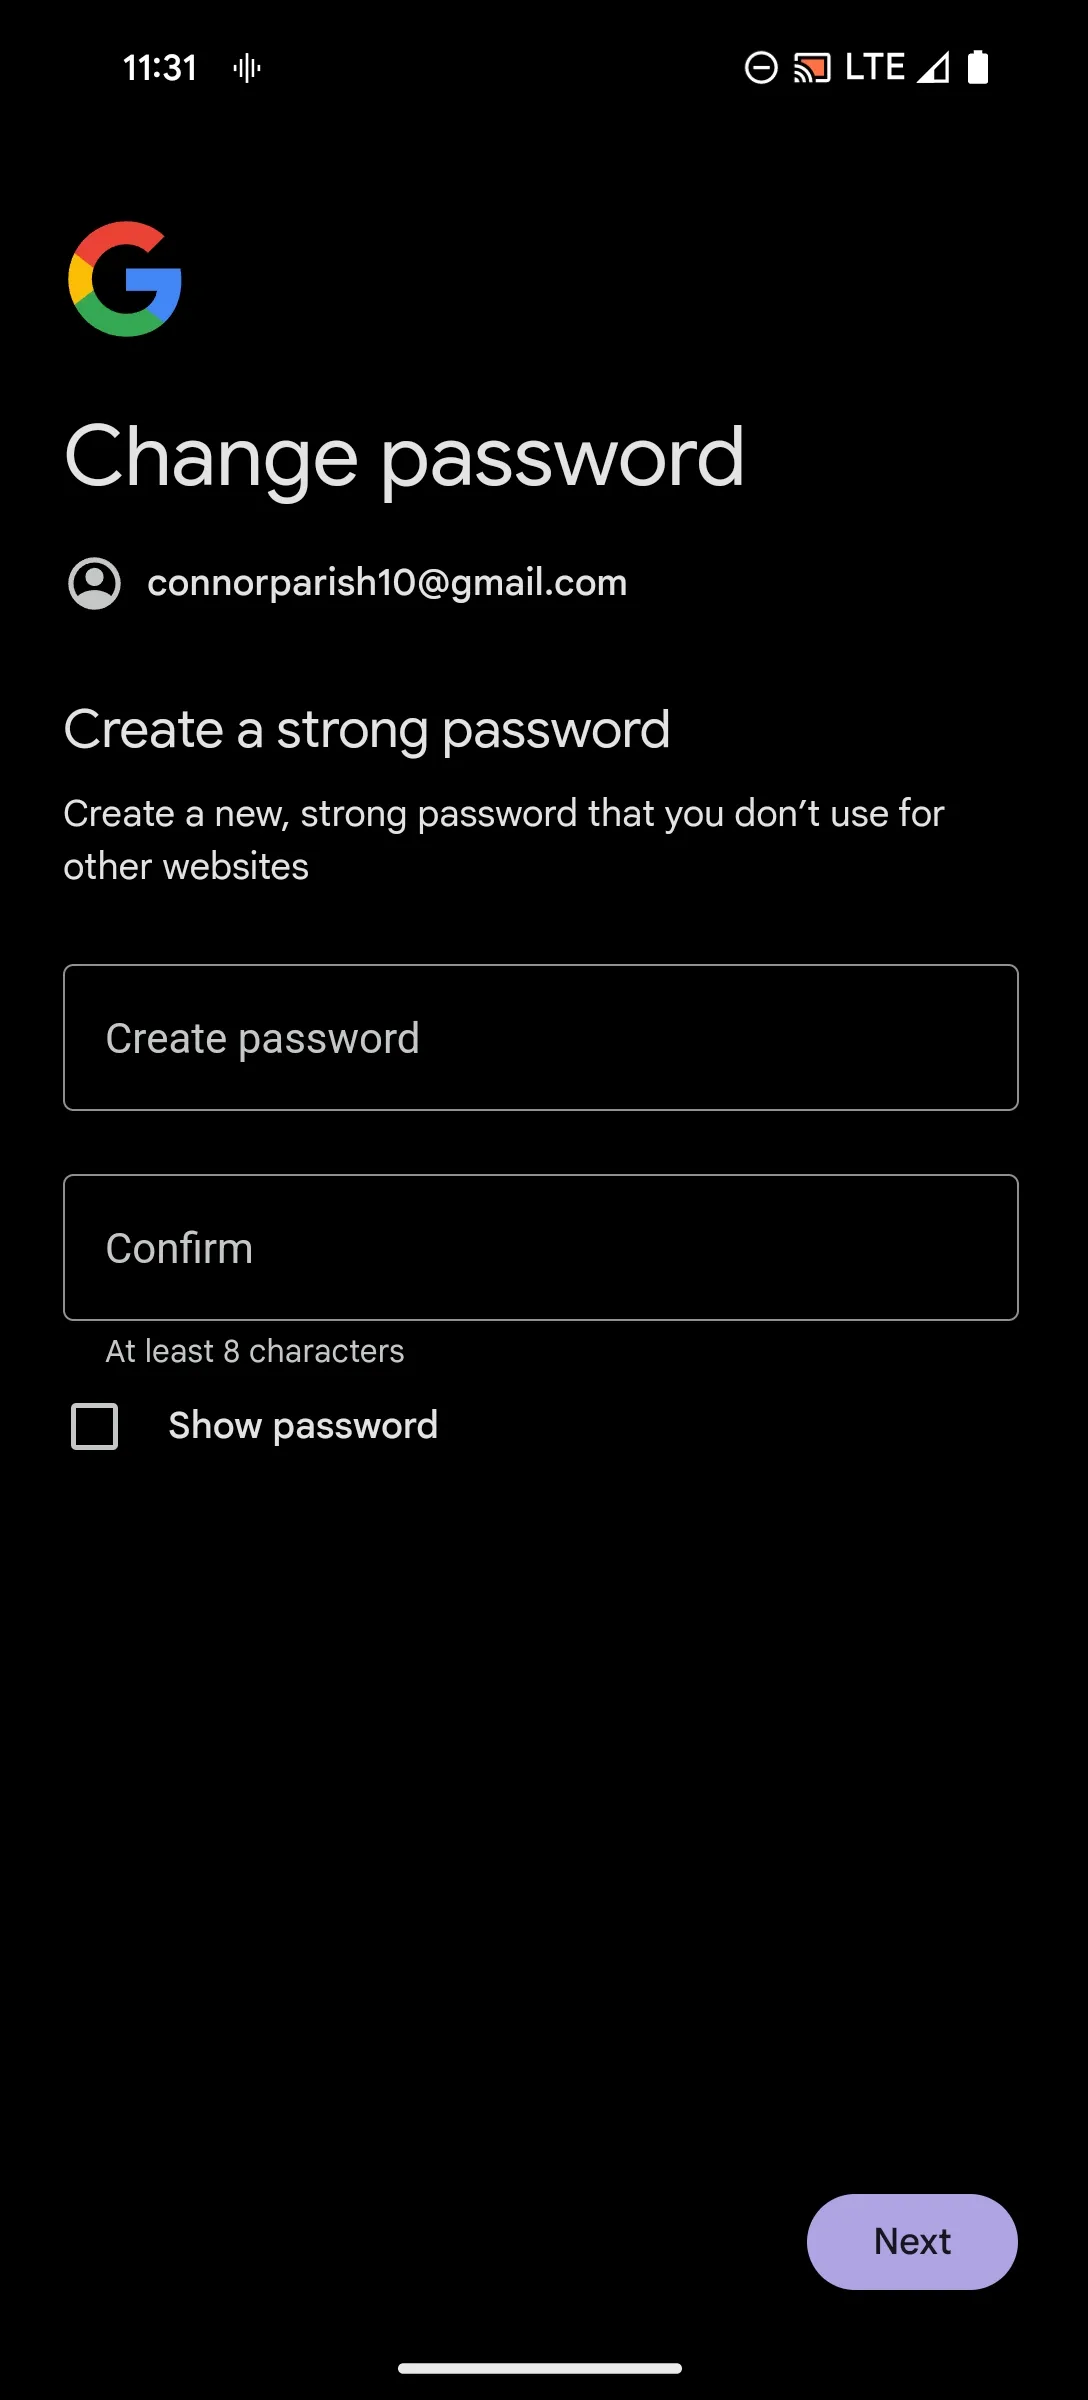 11:31 LTE
Change password
connorparish10@gmail.com
Create a strong password
Create a new, strong password that you don’t use for
other websites
Create password
Confirm
At least 8 characters
Show password
Next